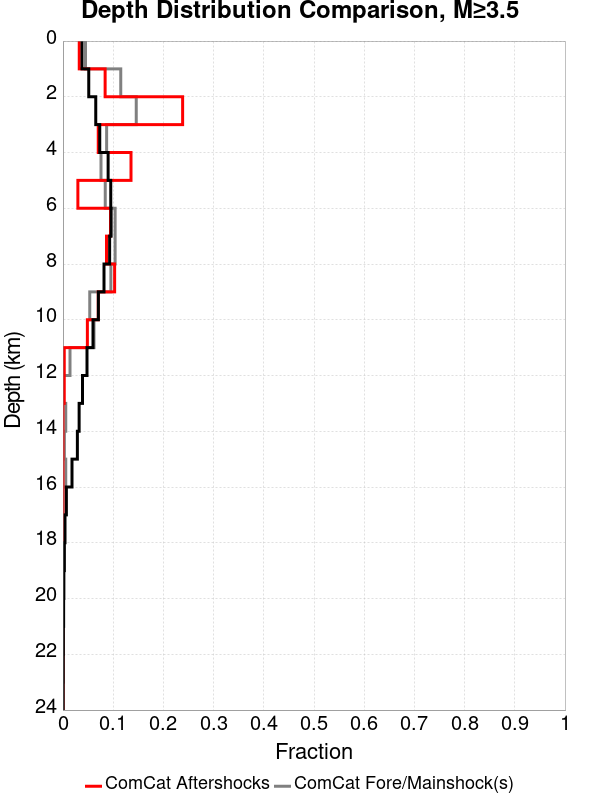 Depth Distribution Comparison, M≥3.5
0
2
4
6
8
10
12
14
16
18
20
22
24
Depth (km)
0 0.1 0.2 0.3 0.4 0.5 0.6 0.7 0.8 0.9 1
Fraction
ComCat Aftershocks ComCat Fore/Mainshock(s)